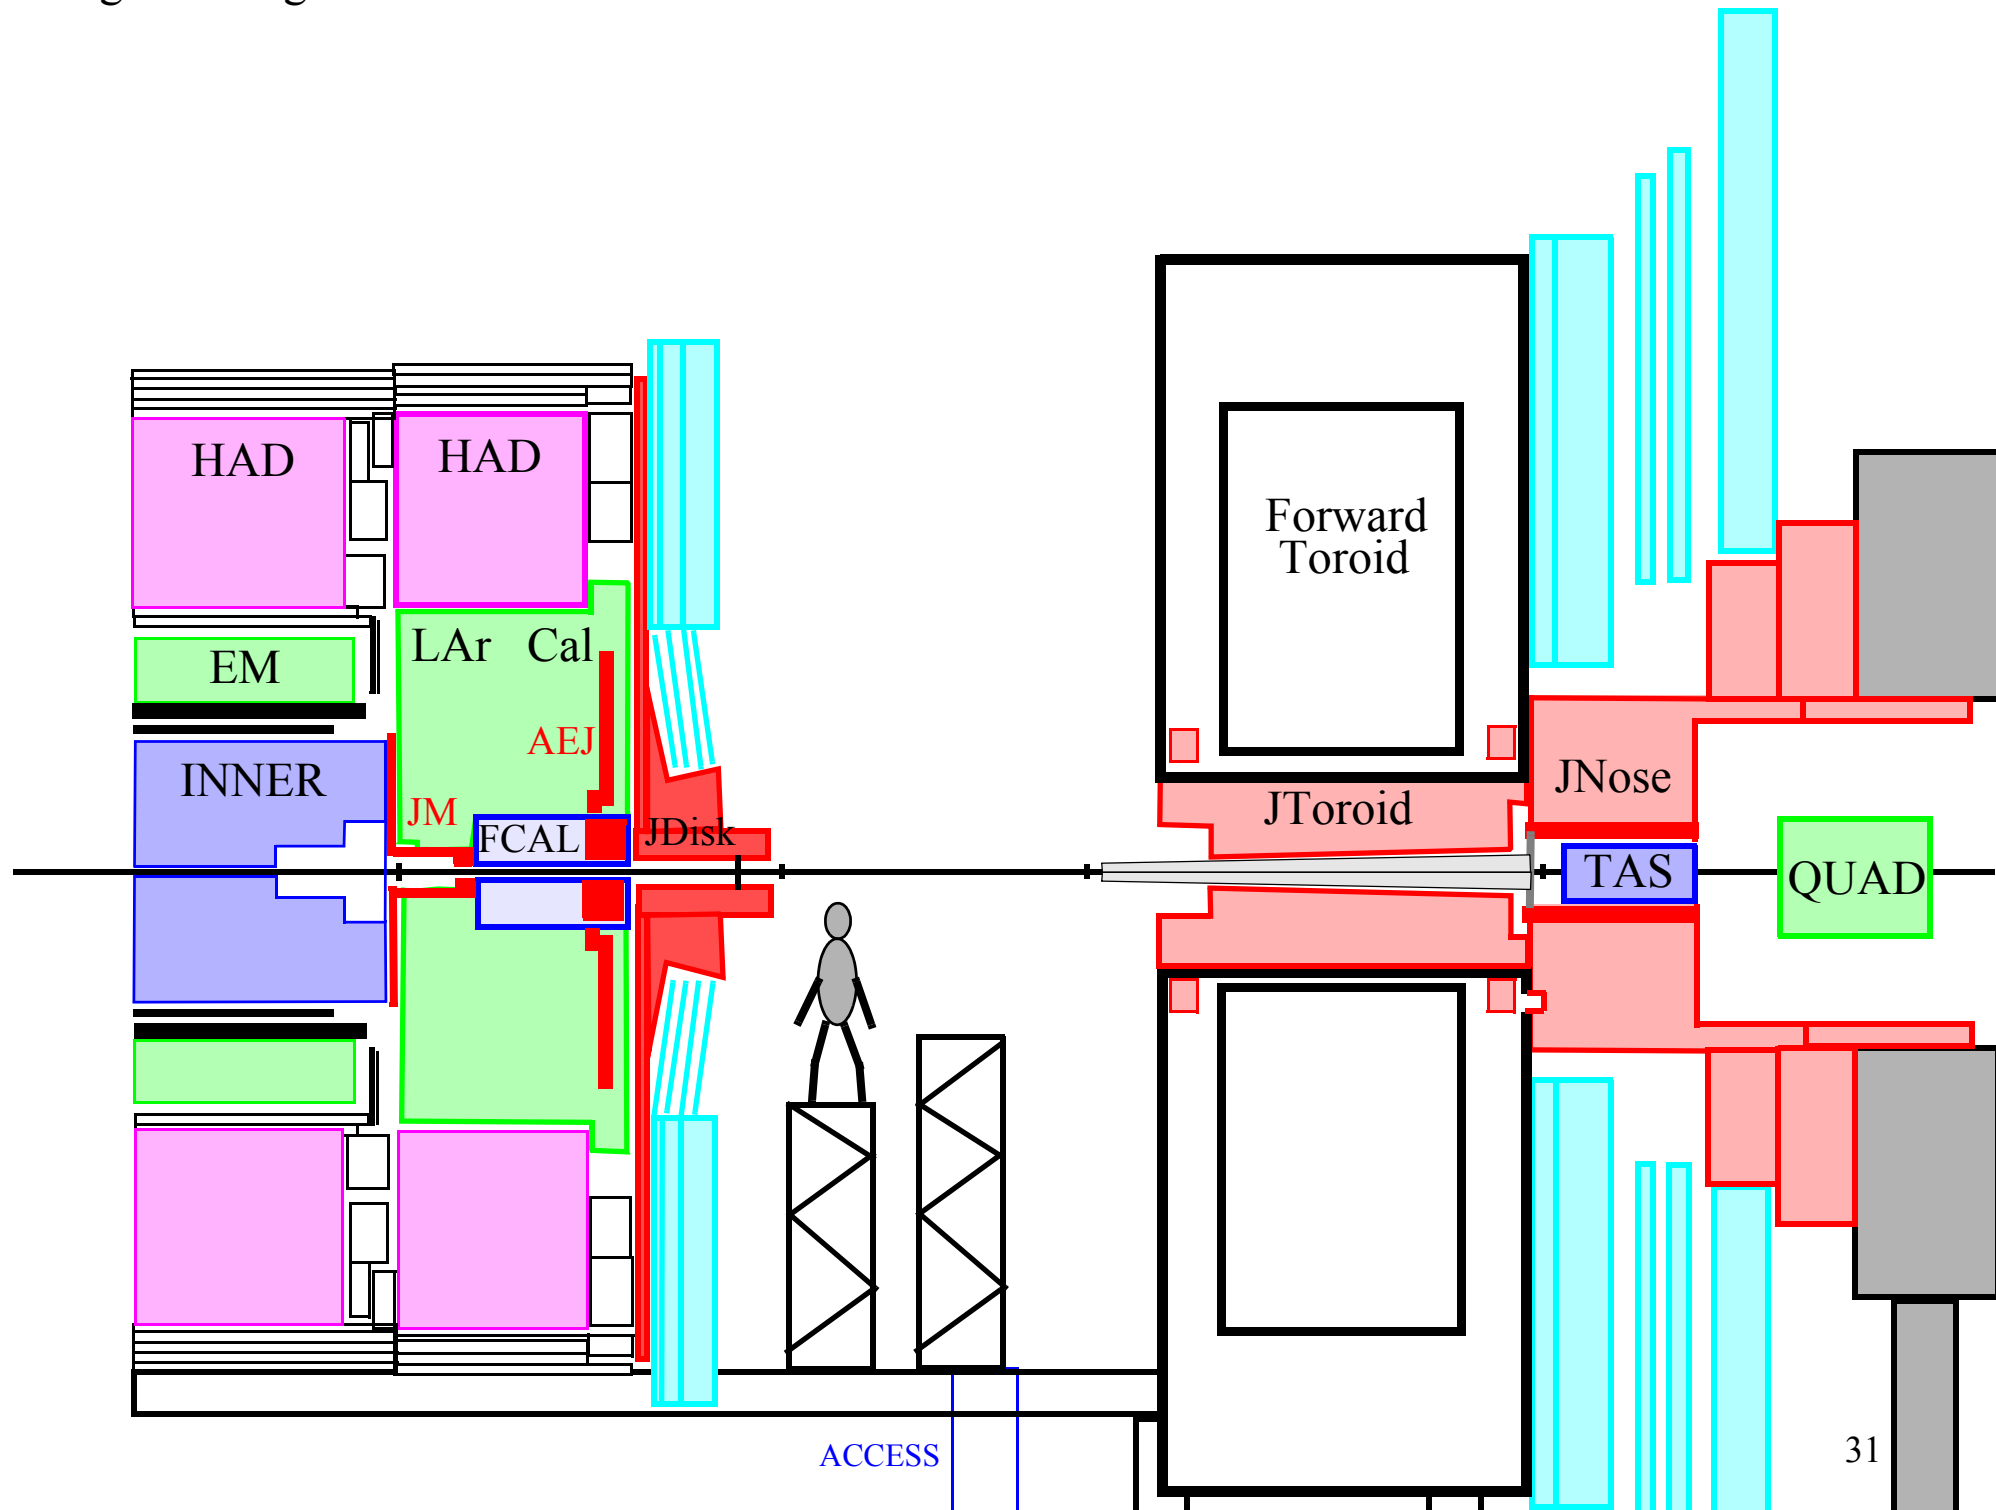 HAD
HAD
Forward
Toroid
LAr Cal
EM
AEJ
INNER
JNose
JM
JToroid
FCAL
JDisk
TAS
QUAD
ACCESS
31